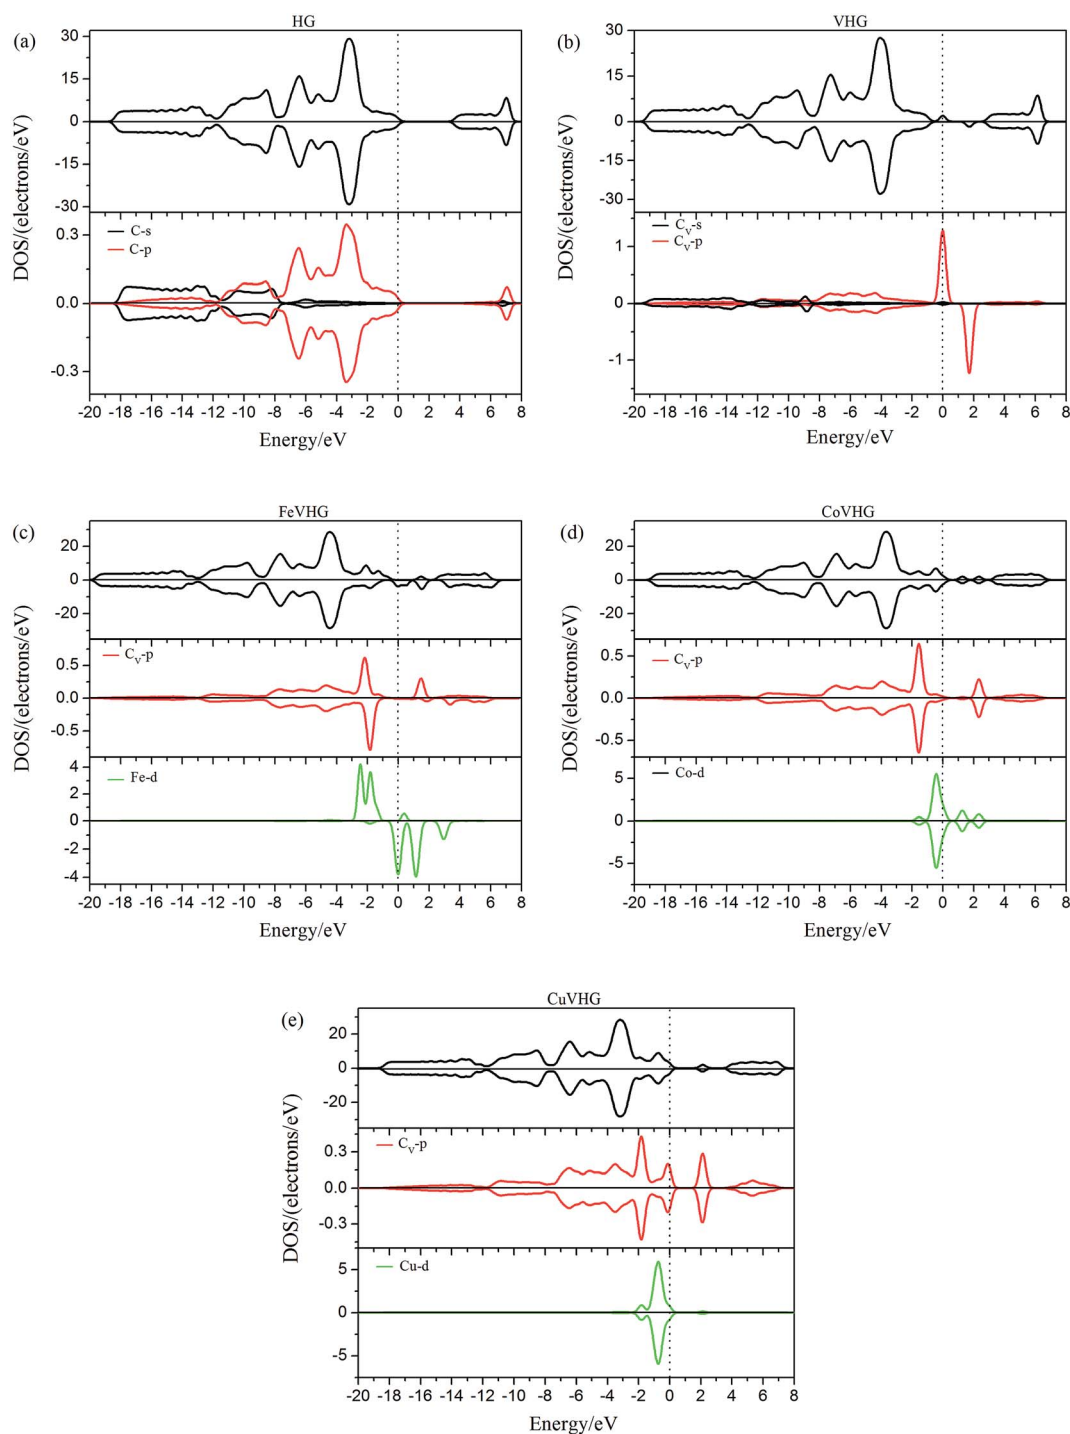 HG
(a)
30
15
0
-15
-30
C-s
C-p
0.3
0.0
-0.3
DOS/(electrons/eV)
-20 -18 -16 -14 -12 -10 -8 -6 -4 -2 0 2 4 6 8
Energy/eV
VHG
(b)
30
15
0
-15
-30
Cᵥ-s
Cᵥ-p
1
0
-1
DOS/(electrons/eV)
-20 -18 -16 -14 -12 -10 -8 -6 -4 -2 0 2 4 6 8
Energy/eV
FeVHG
(c)
20
0
-20
Cᵥ-p
0.5
0.0
-0.5
Fe-d
4
2
0
-2
-4
DOS/(electrons/eV)
-20 -18 -16 -14 -12 -10 -8 -6 -4 -2 0 2 4 6 8
Energy/eV
CoVHG
(d)
20
0
-20
Cᵥ-p
0.5
0.0
-0.5
Co-d
5
0
-5
DOS/(electrons/eV)
-20 -18 -16 -14 -12 -10 -8 -6 -4 -2 0 2 4 6 8
Energy/eV
CuVHG
(e)
20
0
-20
Cᵥ-p
0.3
0.0
-0.3
Cu-d
5
0
-5
DOS/(electrons/eV)
-20 -18 -16 -14 -12 -10 -8 -6 -4 -2 0 2 4 6 8
Energy/eV